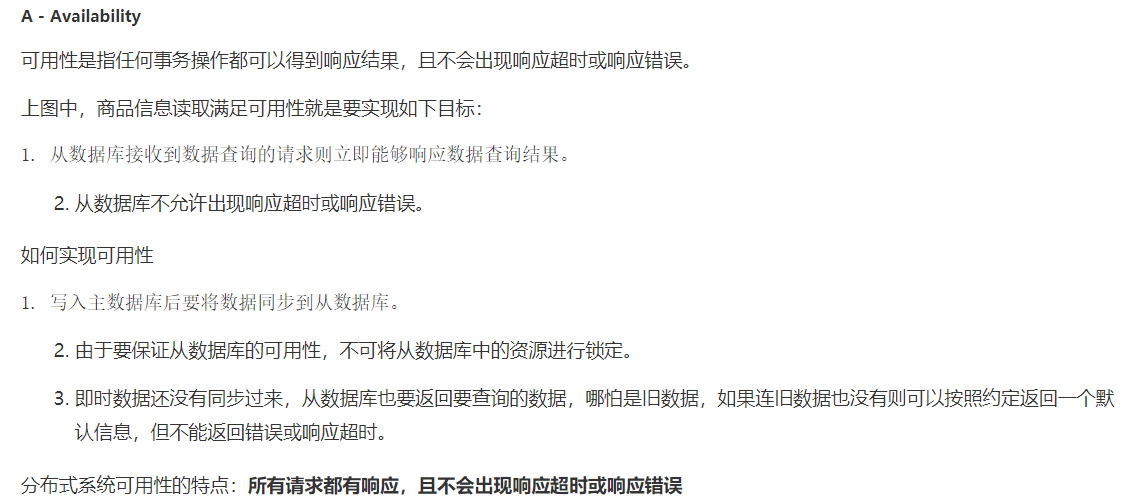 A - Availability
可用性是指任何事务操作都可以得到响应结果，且不会出现响应超时或响应错误。
上图中，商品信息读取满足可用性就是要实现如下目标：
1. 从数据库接收到数据查询的请求则立即能够响应数据查询结果。
2. 从数据库不允许出现响应超时或响应错误。
如何实现可用性
1. 写入主数据库后要将数据同步到从数据库。
2. 由于要保证从数据库的可用性，不可将从数据库中的资源进行锁定。
3. 即时数据还没有同步过来，从数据库也要返回要查询的数据，哪怕是旧数据，如果连旧数据也没有则可以按照约定返回一个默
认信息，但不能返回错误或响应超时。
分布式系统可用性的特点：所有请求都有响应，且不会出现响应超时或响应错误